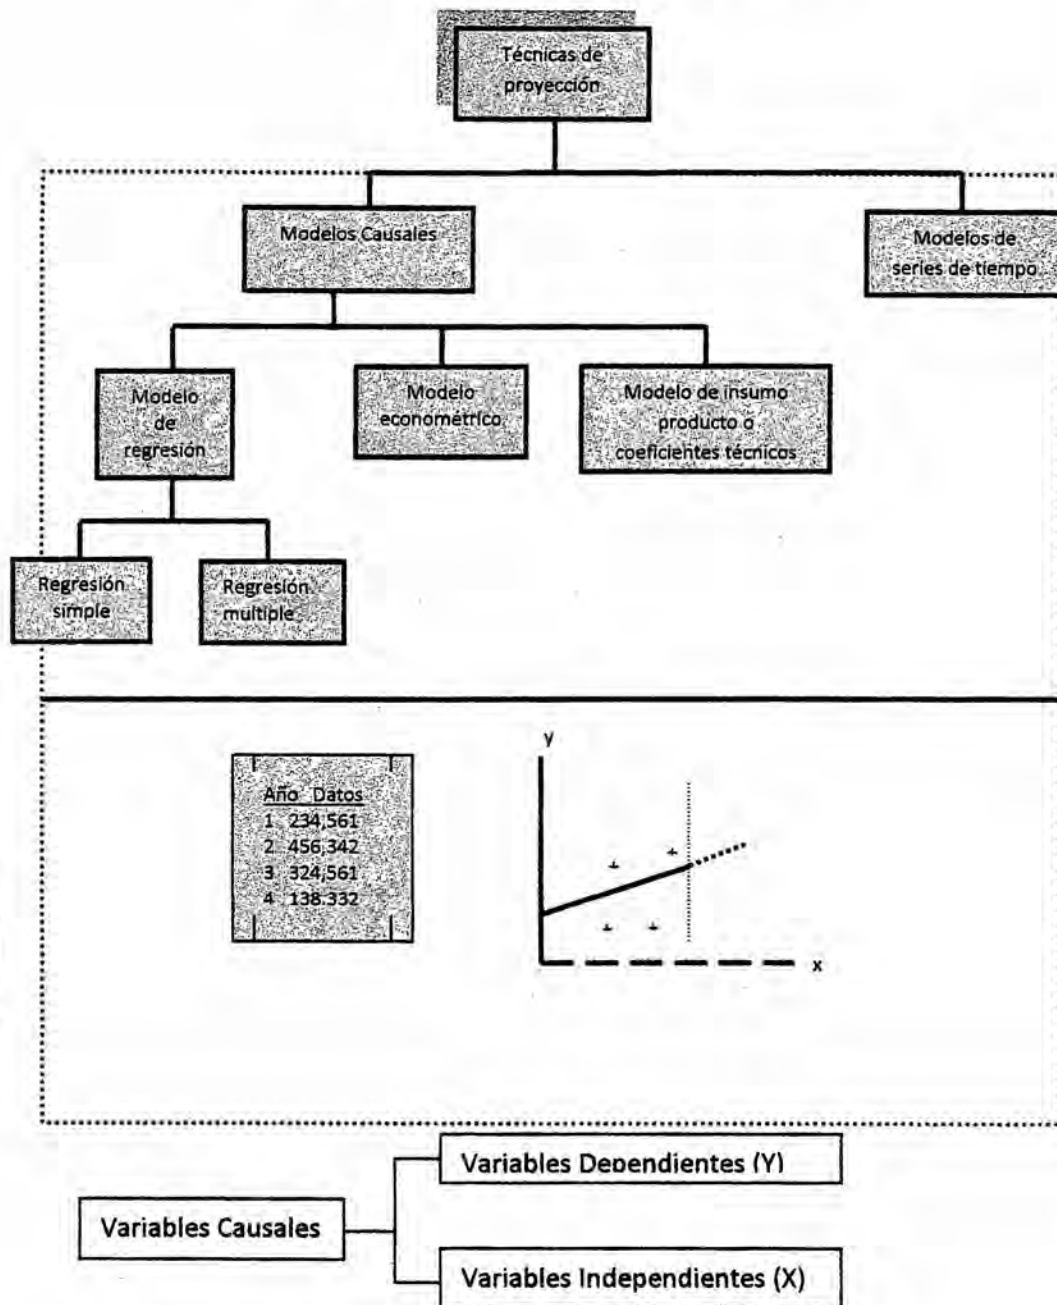 Técnicas de
proyección
Modelos Causales
Modelos de
series de tiempo
Modelo
de
regresión
Modelo
econométrico
Modelo de insumo
producto o
coeficientes técnicos
Regresión
simple
Regresión
multiple
Año Datos
1 234,561
2 456,342
3 324,561
4 138.332
y
x
Variables Dependientes (Y)
Variables Causales
Variables Independientes (X)